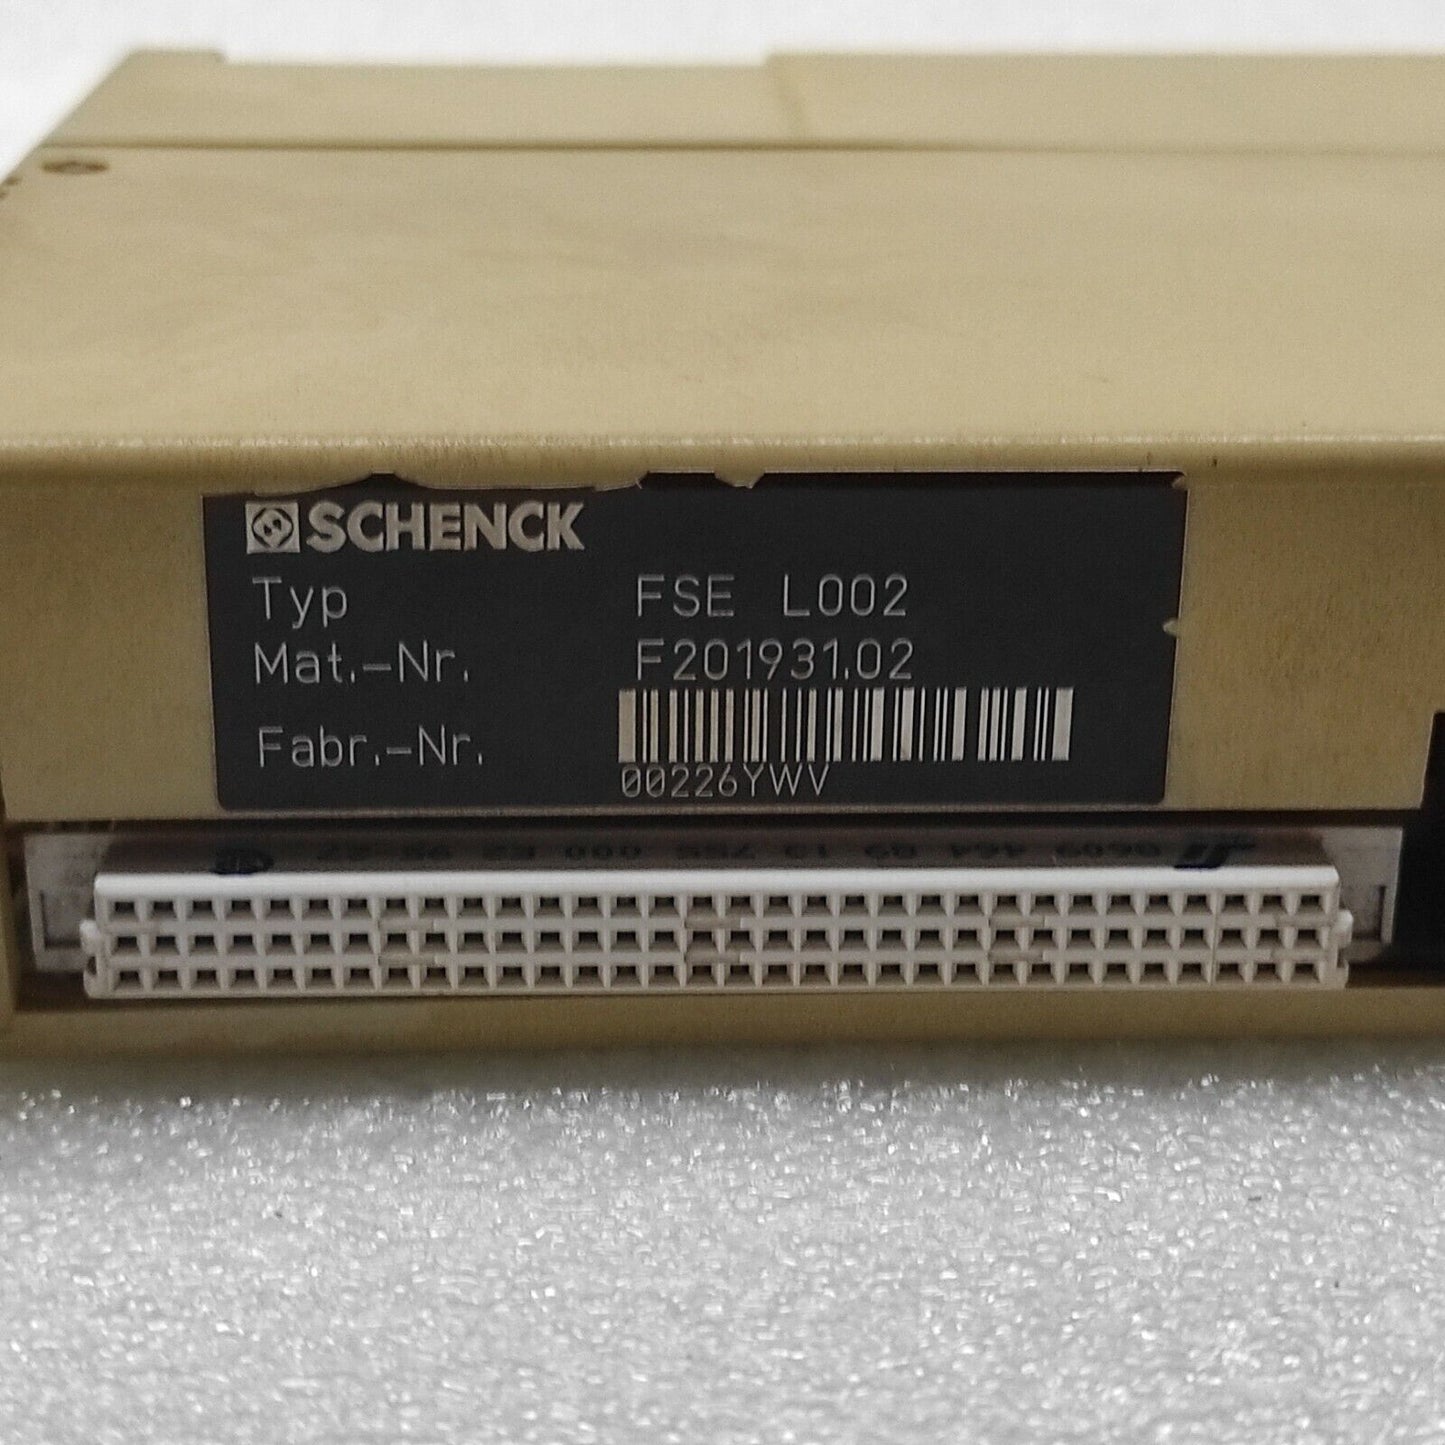 SCHENCK
Typ FSE L002
Mat.-Nr. F201931.02
Fabr.-Nr.
00226YWV